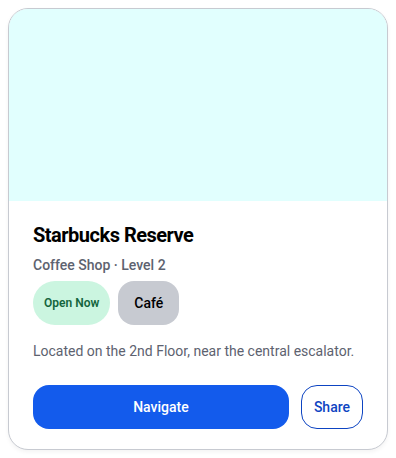 Starbucks Reserve
Coffee Shop · Level 2
Open Now Café
Located on the 2nd Floor, near the central escalator.
Navigate Share